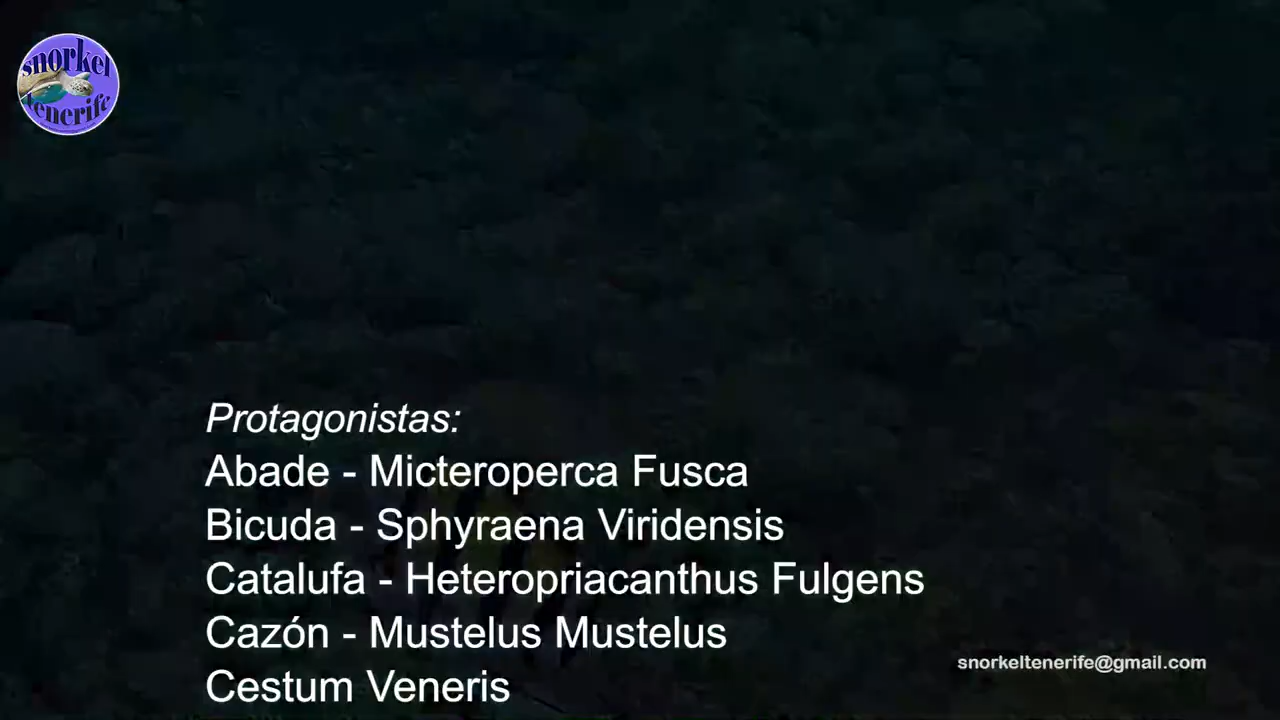 snorkel
tenerife
Protagonistas:
Abade - Micteroperca Fusca
Bicuda - Sphyraena Viridensis
Catalufa - Heteropriacanthus Fulgens
Cazón - Mustelus Mustelus
Cestum Veneris
snorkeltenerife@gmail.com